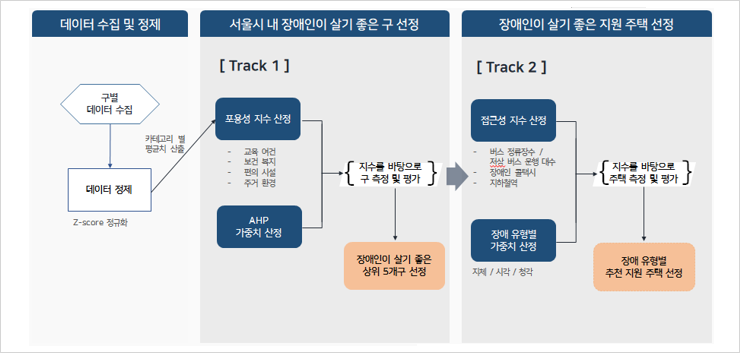 데이터 수집 및 정제
서울시 내 장애인이 살기 좋은 구 선정
장애인이 살기 좋은 지원 주택 선정
구별
데이터 수집
카테고리 별
평균치 산출
데이터 정제
Z-score 정규화
[ Track 1 ]
포용성 지수 산정
- 교육 여건
- 보건 복지
- 편의 시설
- 주거 환경
AHP
가중치 산정
{지수를 바탕으로
구 측정 및 평가}
장애인이 살기 좋은
상위 5개구 선정
[ Track 2 ]
접근성 지수 산정
- 버스 정류장수 /
저상 버스 운행 대수
- 장애인 콜택시
- 지하철역
장애 유형별
가중치 산정
지체 / 시각 / 청각
{지수를 바탕으로
주택 측정 및 평가}
장애 유형별
추천 지원 주택 선정